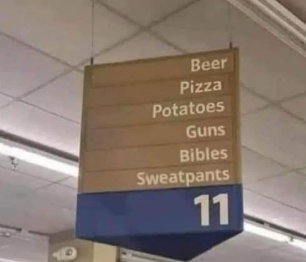 Beer
Pizza
Potatoes
Guns
Bibles
Sweatpants
11